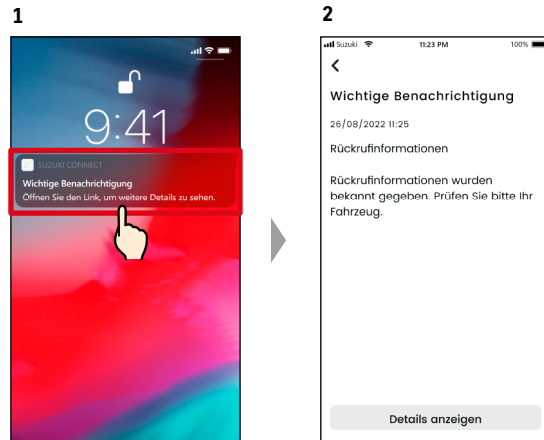 1
9:41
SUZUKI CONNECT
Wichtige Benachrichtigung
Öffnen Sie den Link, um weitere Details zu sehen.
2
Suzuki 11:23 PM 100%
Wichtige Benachrichtigung
26/08/2022 11:25
Rückrufinformationen
Rückrufinformationen wurden
bekannt gegeben. Prüfen Sie bitte Ihr
Fahrzeug.
Details anzeigen